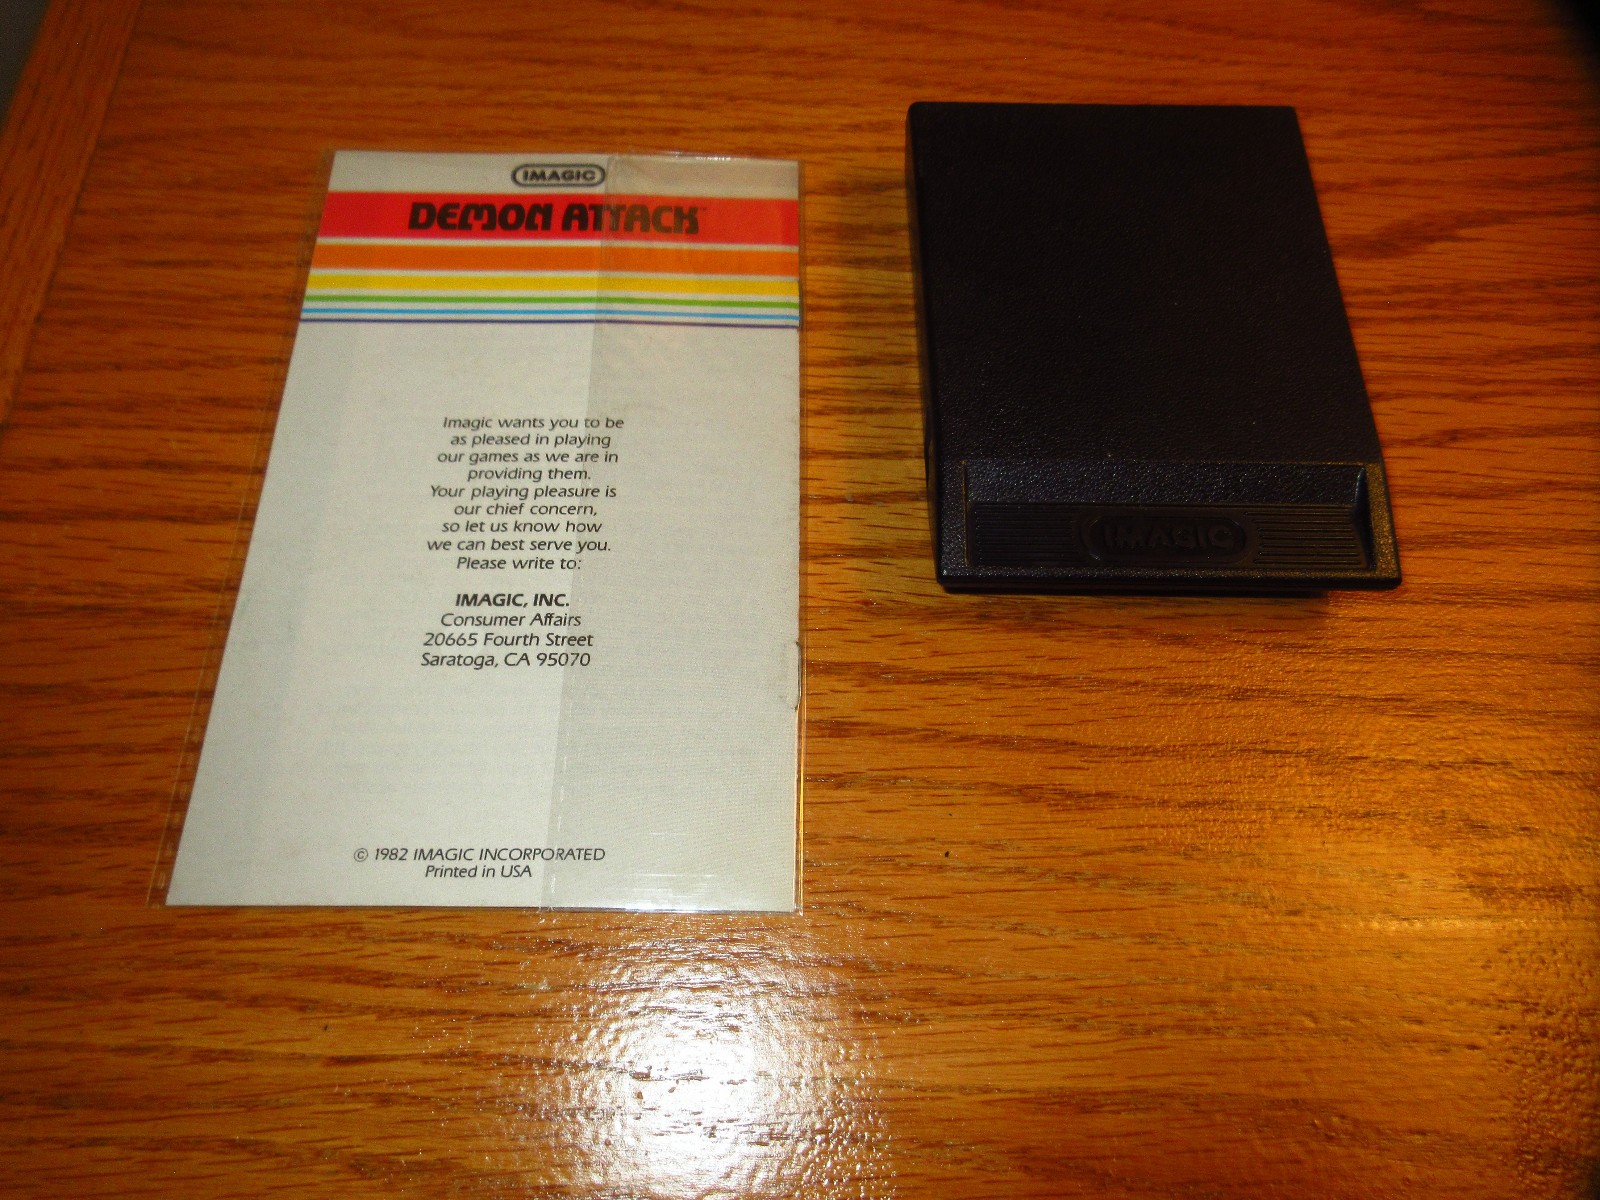 IMAGIC
DEMON ATTACK™
Imagic wants you to be
as pleased in playing
our games as we are in
providing them.
Your playing pleasure is
our chief concern,
so let us know how
we can best serve you.
Please write to:
IMAGIC, INC.
Consumer Affairs
20665 Fourth Street
Saratoga, CA 95070
© 1982 IMAGIC INCORPORATED
Printed in USA
IMAGIC